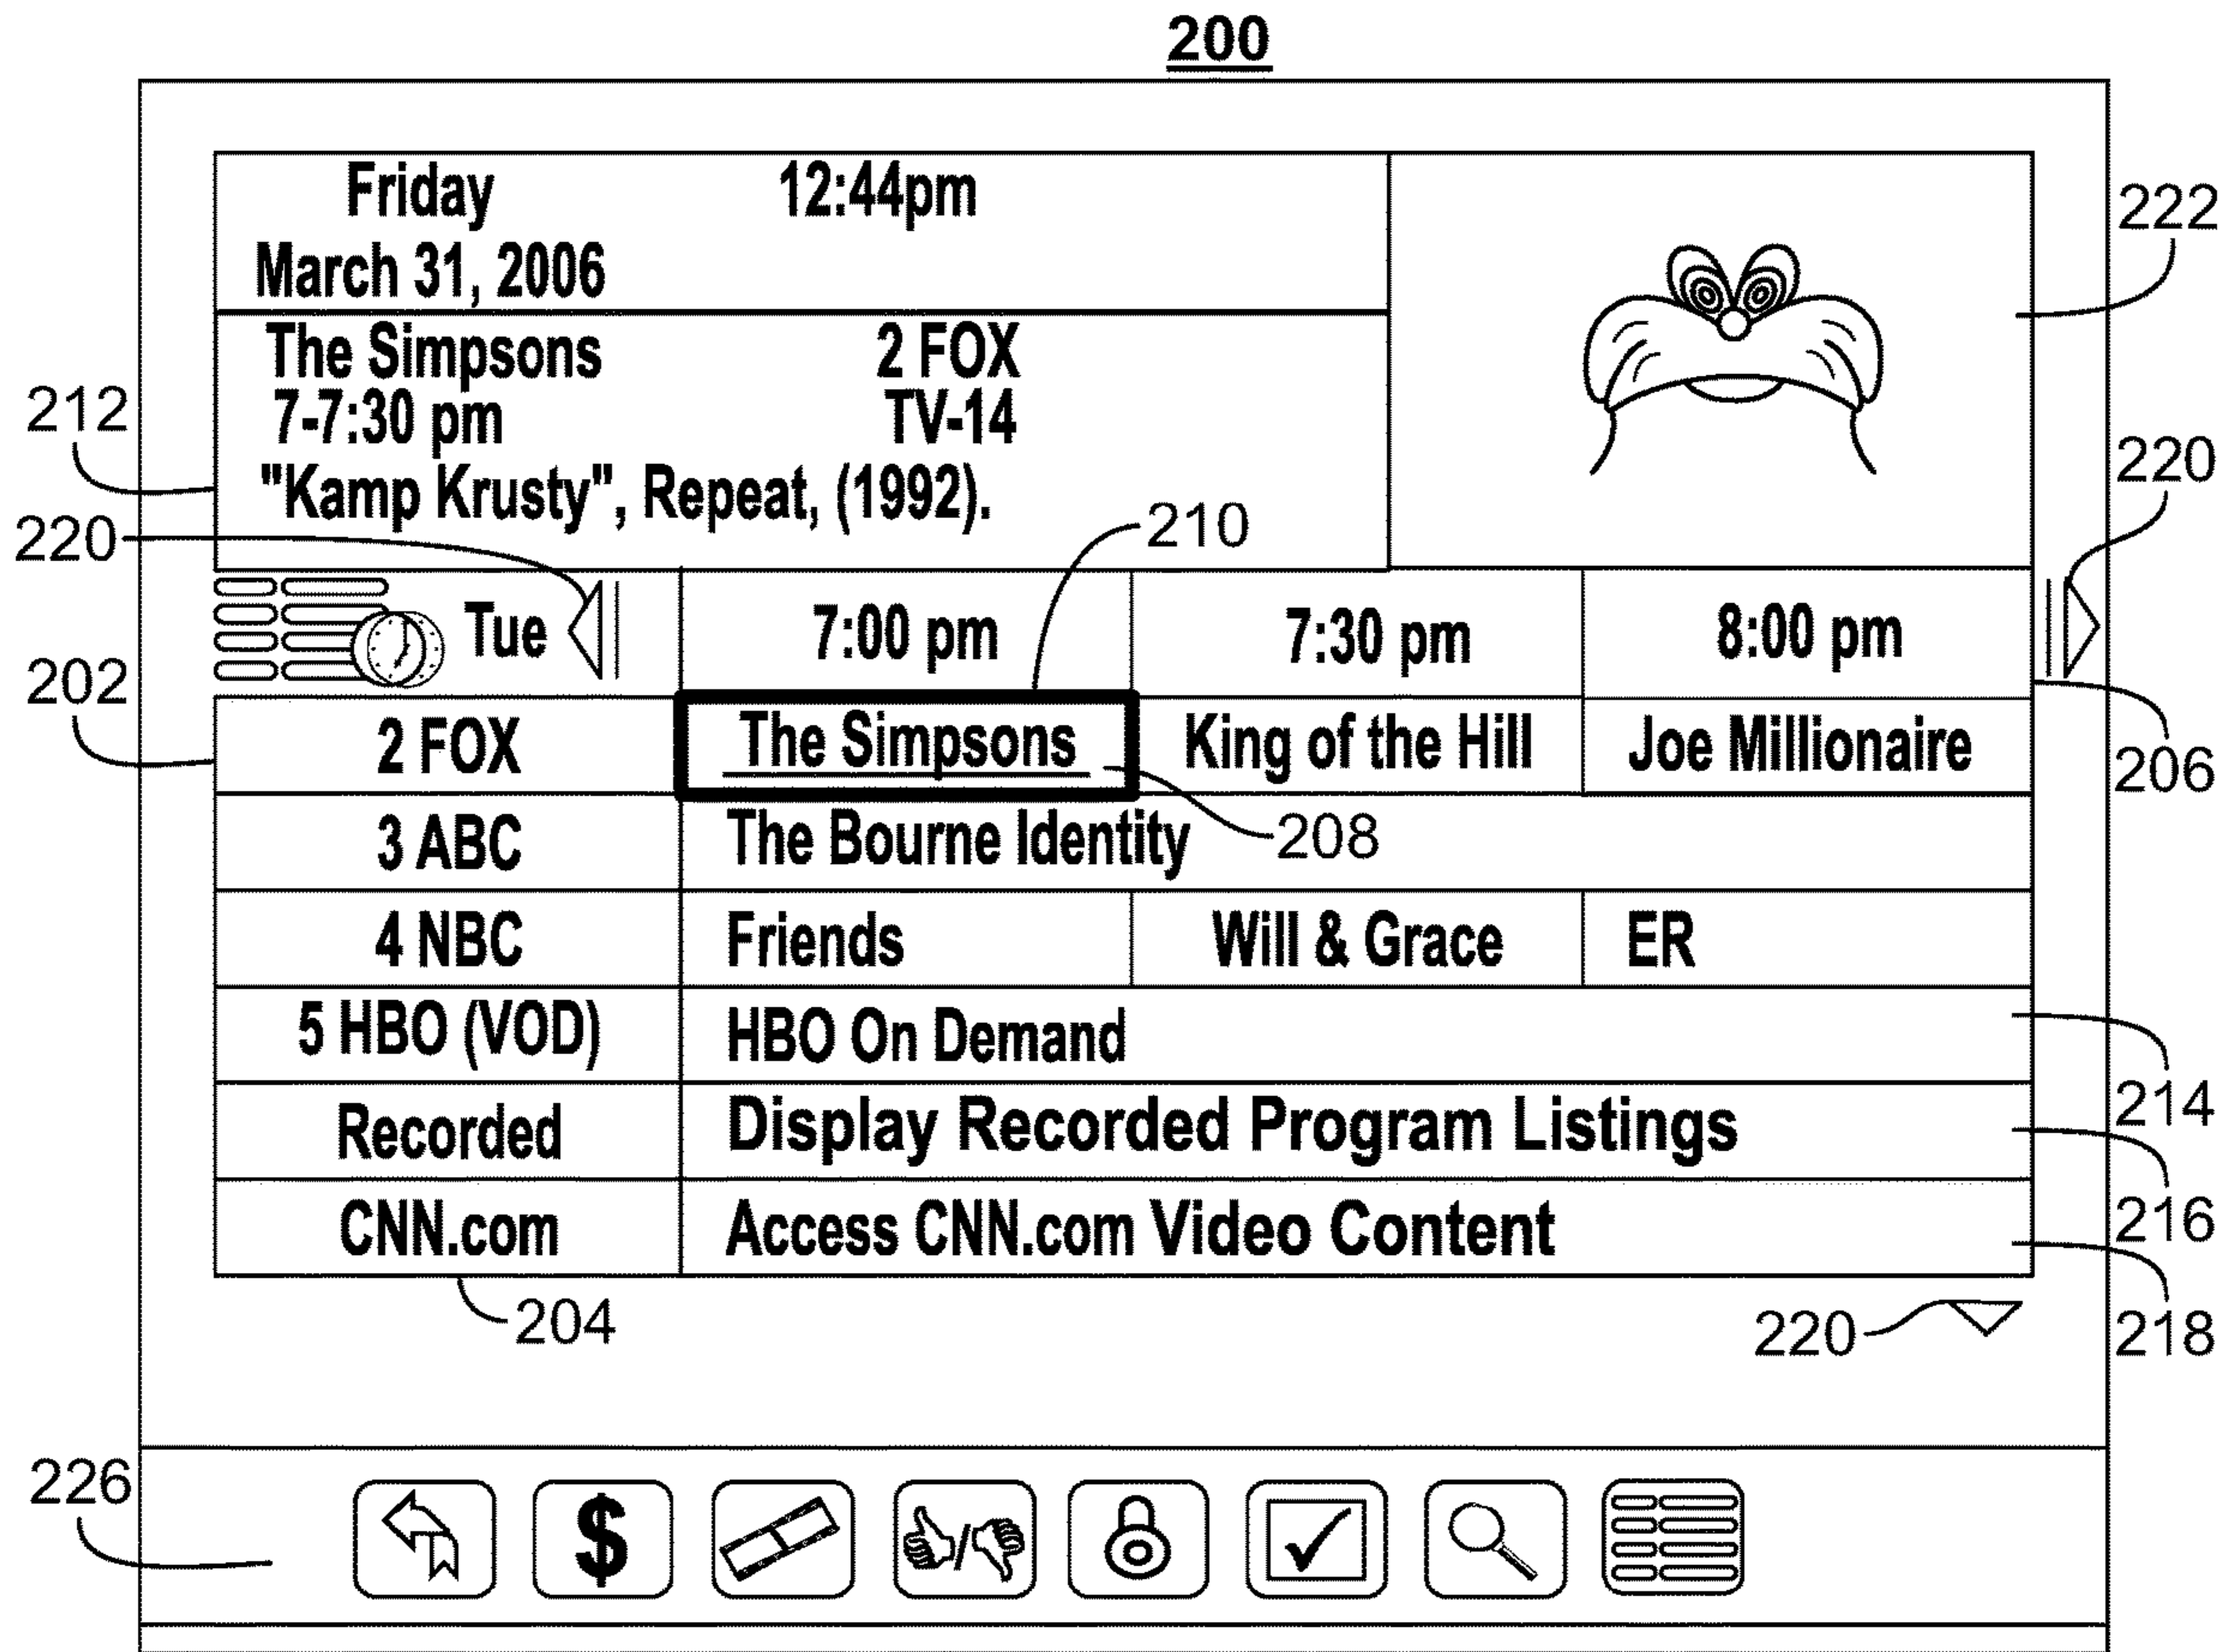 200
Friday 12:44pm
March 31, 2006
222
The Simpsons 2 FOX
212
7-7:30 pm TV-14
220
"Kamp Krusty", Repeat, (1992).
210
220
Tue 7:00 pm 7:30 pm 8:00 pm
202
2 FOX The Simpsons King of the Hill Joe Millionaire
206
3 ABC The Bourne Identity 208
4 NBC Friends Will & Grace ER
5 HBO (VOD) HBO On Demand
214
Recorded Display Recorded Program Listings
216
CNN.com Access CNN.com Video Content
204 220 218
226
$ /